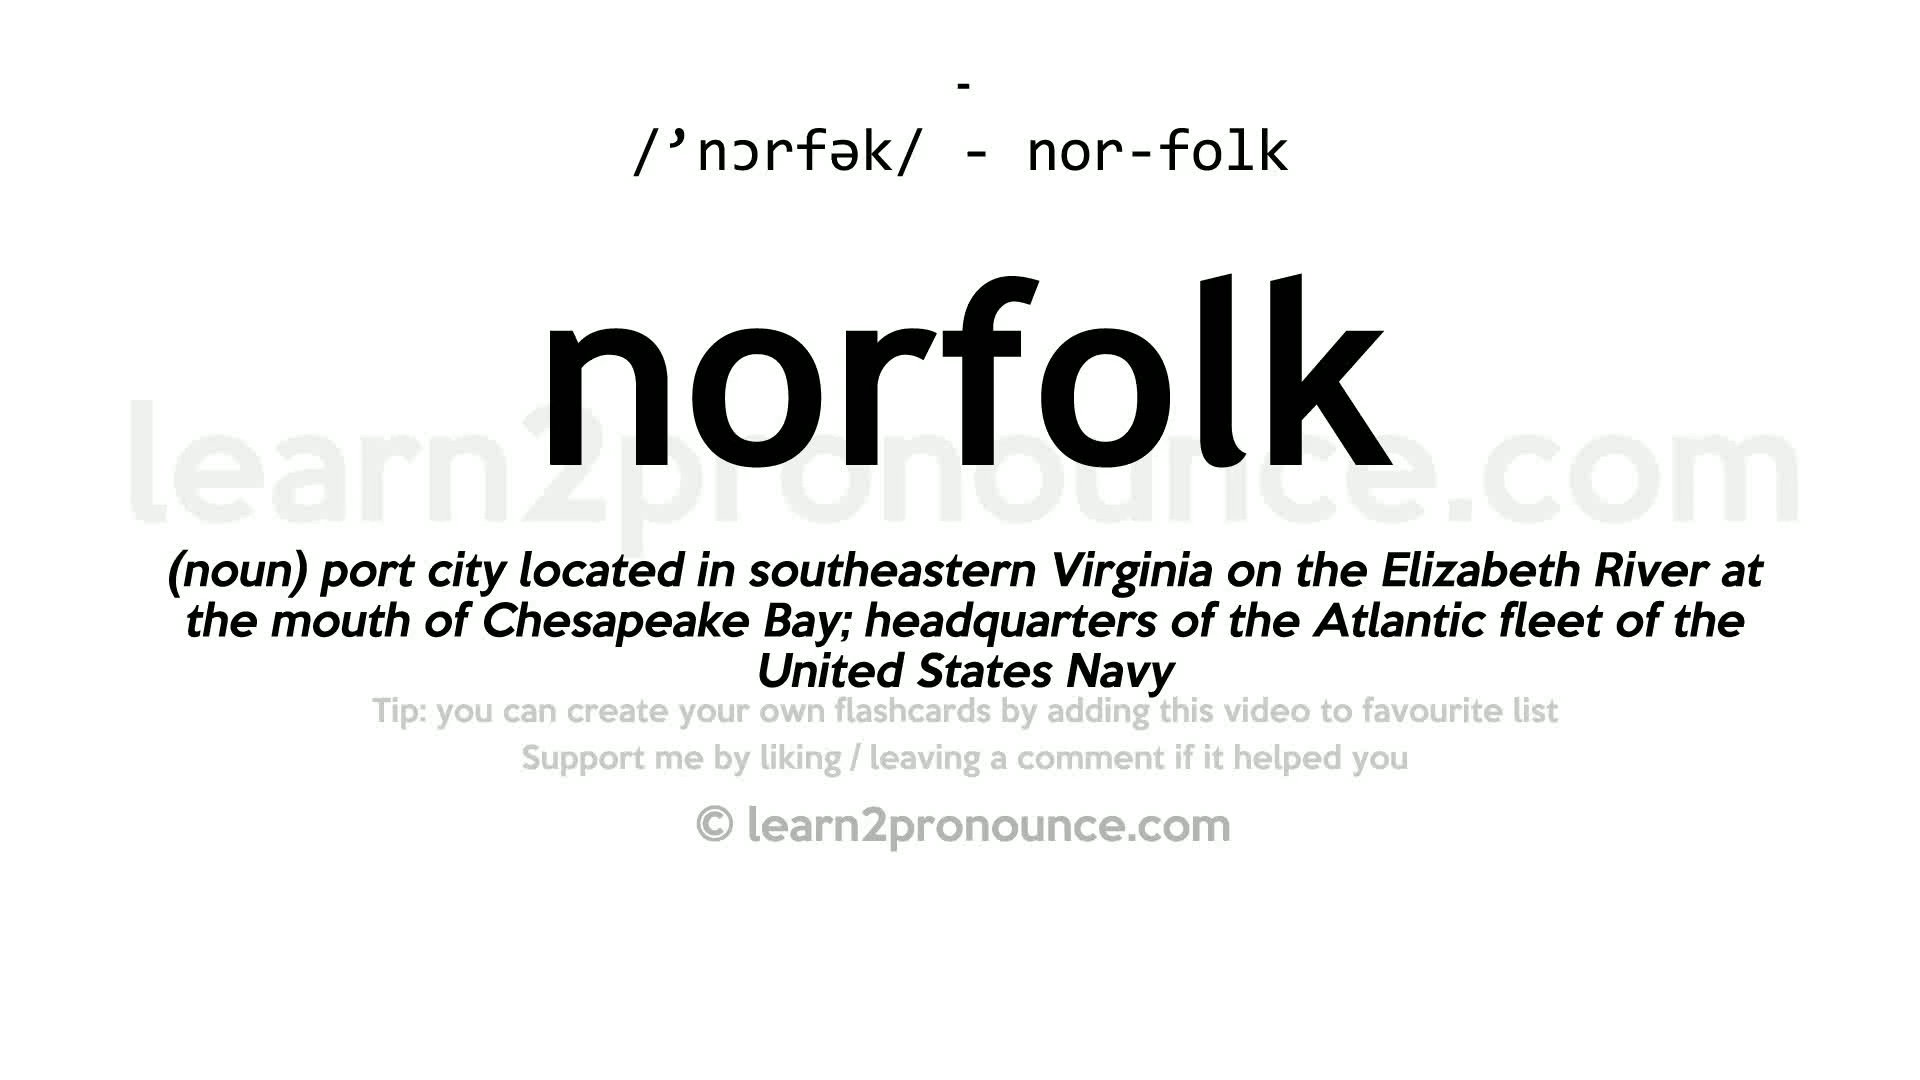 -
/’nɔrfək/ - nor-folk
norfolk
learn2pronounce.com
(noun) port city located in southeastern Virginia on the Elizabeth River at
the mouth of Chesapeake Bay; headquarters of the Atlantic fleet of the
United States Navy
Tip: you can create your own flashcards by adding this video to favourite list
Support me by liking / leaving a comment if it helped you
© learn2pronounce.com